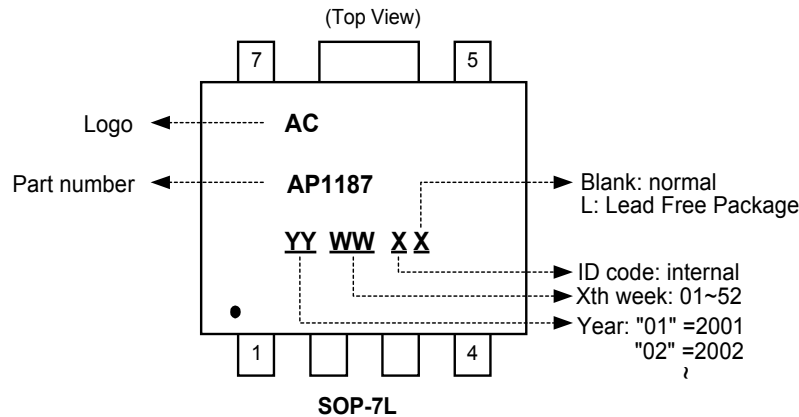 (Top View)
7 5
Logo AC
Part number AP1187
Blank: normal
L: Lead Free Package
YY WW X X
ID code: internal
Xth week: 01~52
Year: "01" =2001
"02" =2002
~
1 4
SOP-7L